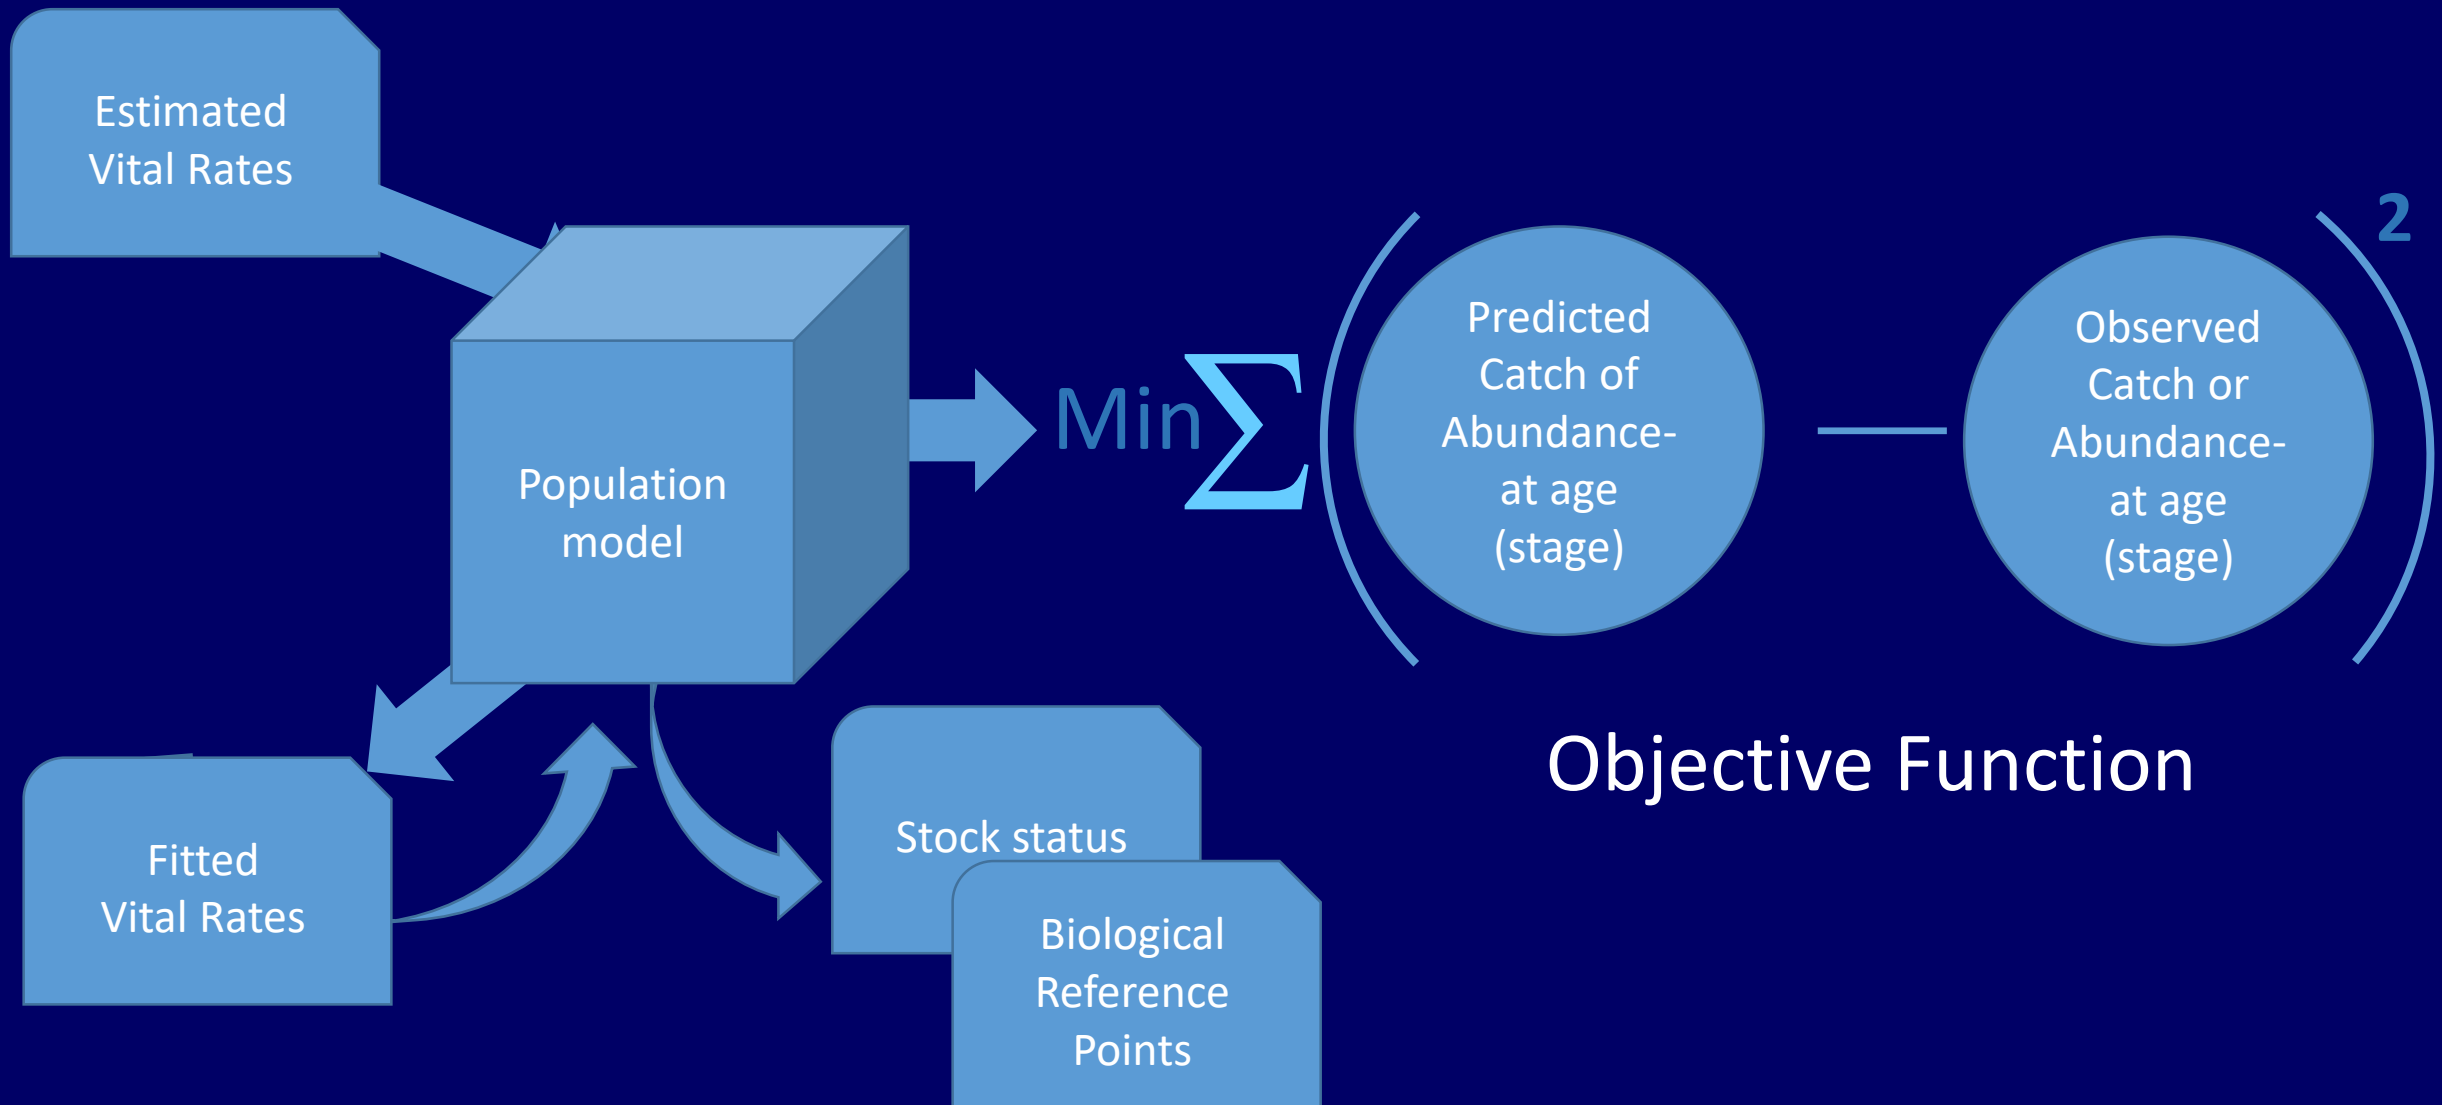 Estimated
Vital Rates
Population
model
Min∑
Predicted
Catch of
Abundance-
at age
(stage)
—
Observed
Catch or
Abundance-
at age
(stage)
2
Objective Function
Fitted
Vital Rates
Stock status
Biological
Reference
Points